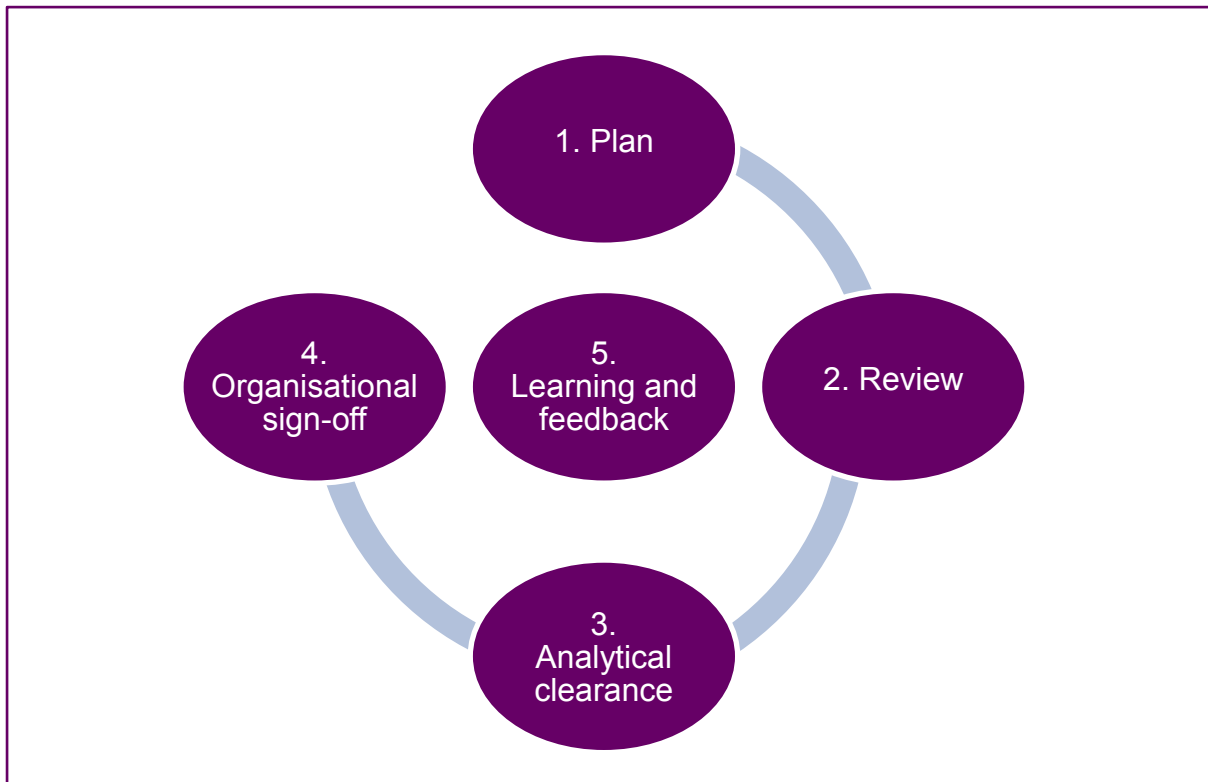 1. Plan
2. Review
3.
Analytical
clearance
4.
Organisational
sign-off
5.
Learning and
feedback